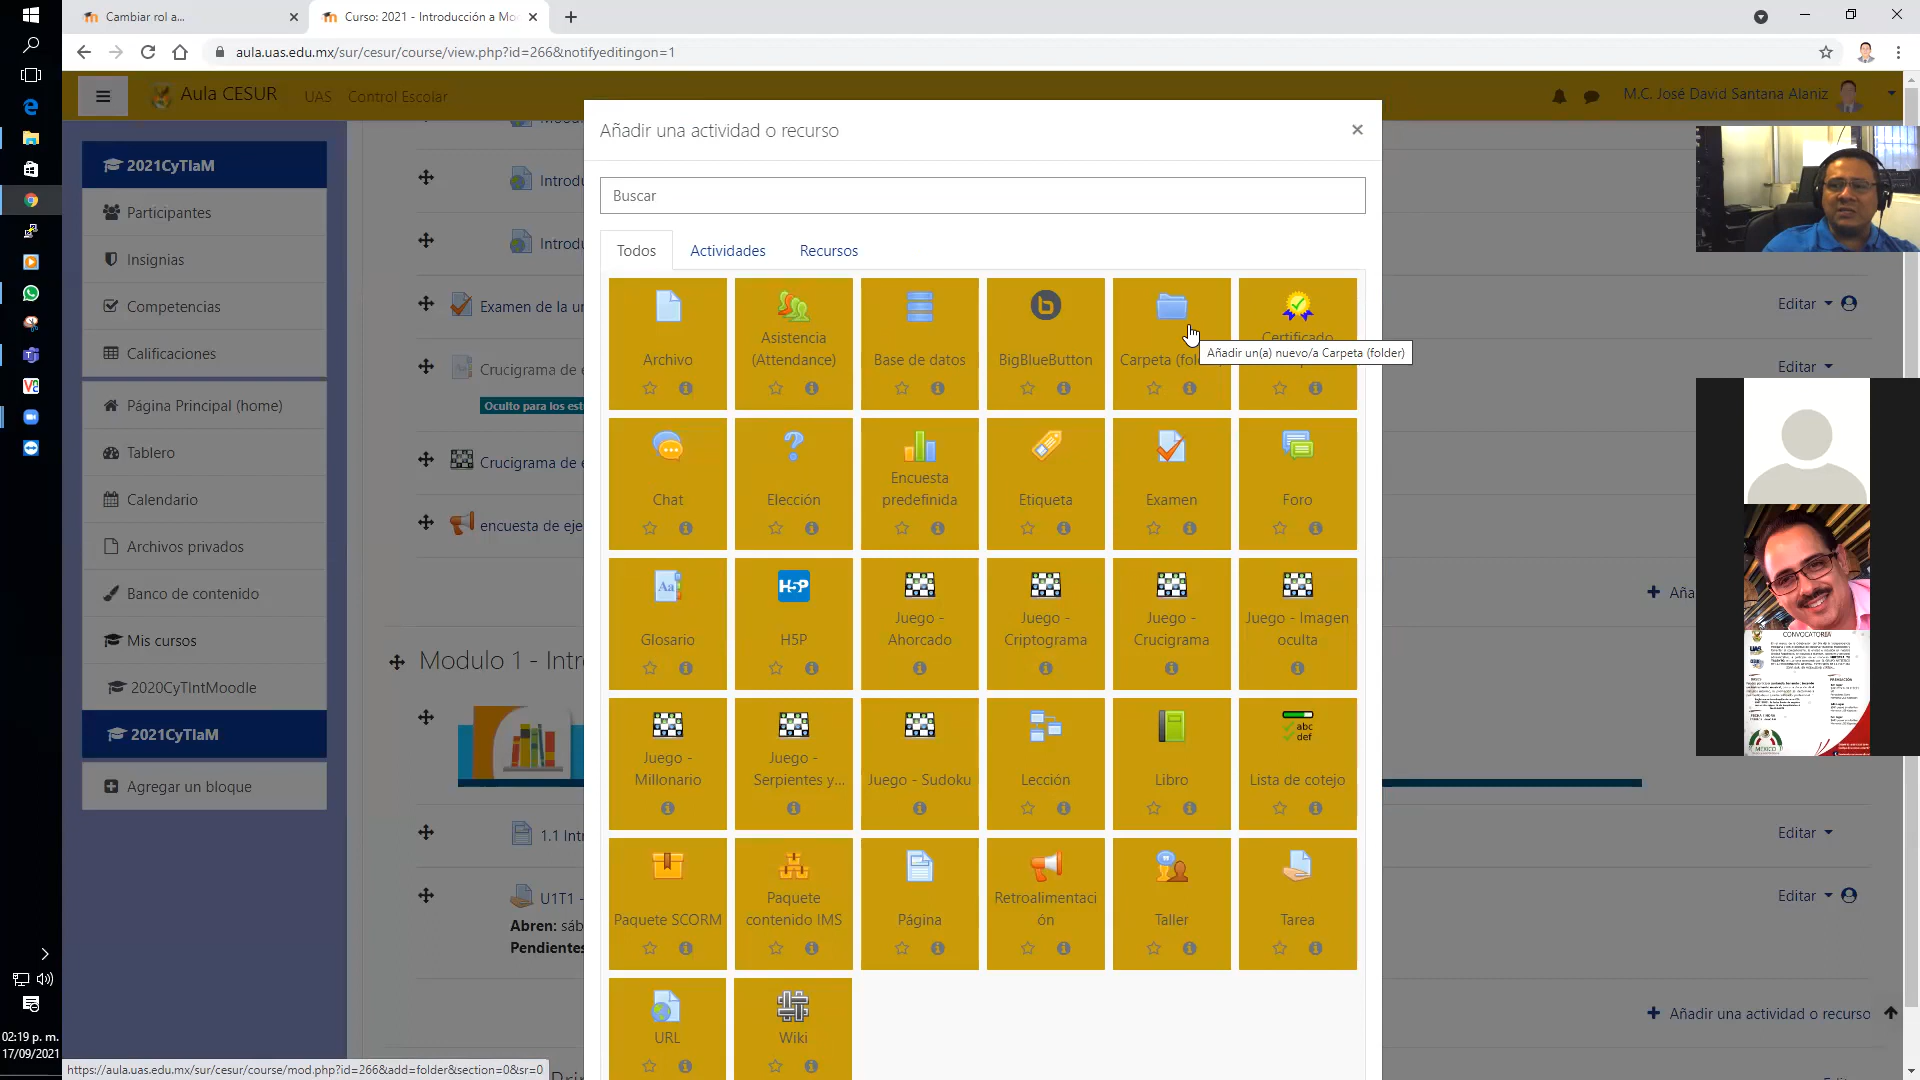 Cambiar rol a...
Curso: 2021 - Introducción a Mo
aula.uas.edu.mx/sur/cesur/course/view.php?id=266&notifyeditingon=1
Aula CESUR
UAS
Control Escolar
M.C. José David Santana Alaniz
2021CyTIaM
Participantes
Insignias
Competencias
Calificaciones
Página Principal (home)
Tablero
Calendario
Archivos privados
Banco de contenido
Mis cursos
2020CyTIntMoodle
2021CyTIaM
Agregar un bloque
Introdu
Introdu
Examen de la un
Crucigrama de e
Oculto para los est
Crucigrama de e
encuesta de eje
Modulo 1 - Intr
1.1 Int
U1T1 -
Abren: sáb
Pendientes
Añadir una actividad o recurso
Buscar
Todos
Actividades
Recursos
Archivo
Asistencia (Attendance)
Base de datos
BigBlueButton
Carpeta (fol
Certificado
Añadir un(a) nuevo/a Carpeta (folder)
Chat
Elección
Encuesta predefinida
Etiqueta
Examen
Foro
Glosario
H5P
H5P
Juego - Ahorcado
Juego - Criptograma
Juego - Crucigrama
Juego - Imagen oculta
Juego - Millonario
Juego - Serpientes y...
Juego - Sudoku
Lección
Libro
abc
def
Lista de cotejo
Paquete SCORM
Paquete contenido IMS
Página
Retroalimentaci
ón
Taller
Tarea
URL
Wiki
Editar
Editar
Aña
Editar
Editar
Añadir una actividad o recurso
CONVOCATORIA
MEXICO
02:19 p. m.
17/09/2021
https://aula.uas.edu.mx/sur/cesur/course/mod.php?id=266&add=folder&section=0&sr=0